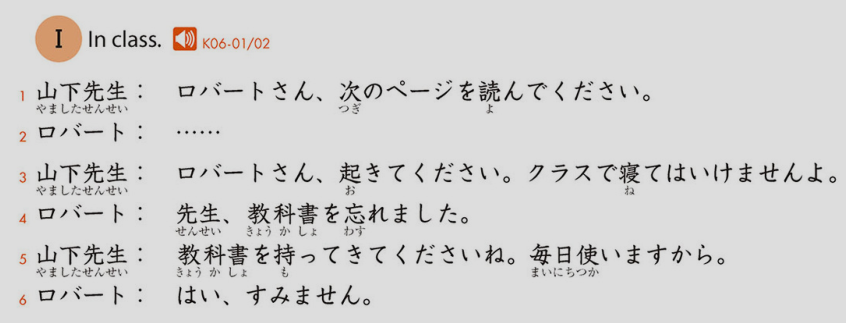 I In class. K06-01/02
1 山下先生： ロバートさん、次のページを読んでください。
やましたせんせい つぎ よ
2 ロバート： ……
3 山下先生： ロバートさん、起きてください。クラスで寝てはいけませんよ。
やましたせんせい お ね
4 ロバート： 先生、教科書を忘れました。
せんせい きょうかしょ わす
5 山下先生： 教科書を持ってきてくださいね。毎日使いますから。
やましたせんせい きょうかしょ も まいにちつか
6 ロバート： はい、すみません。